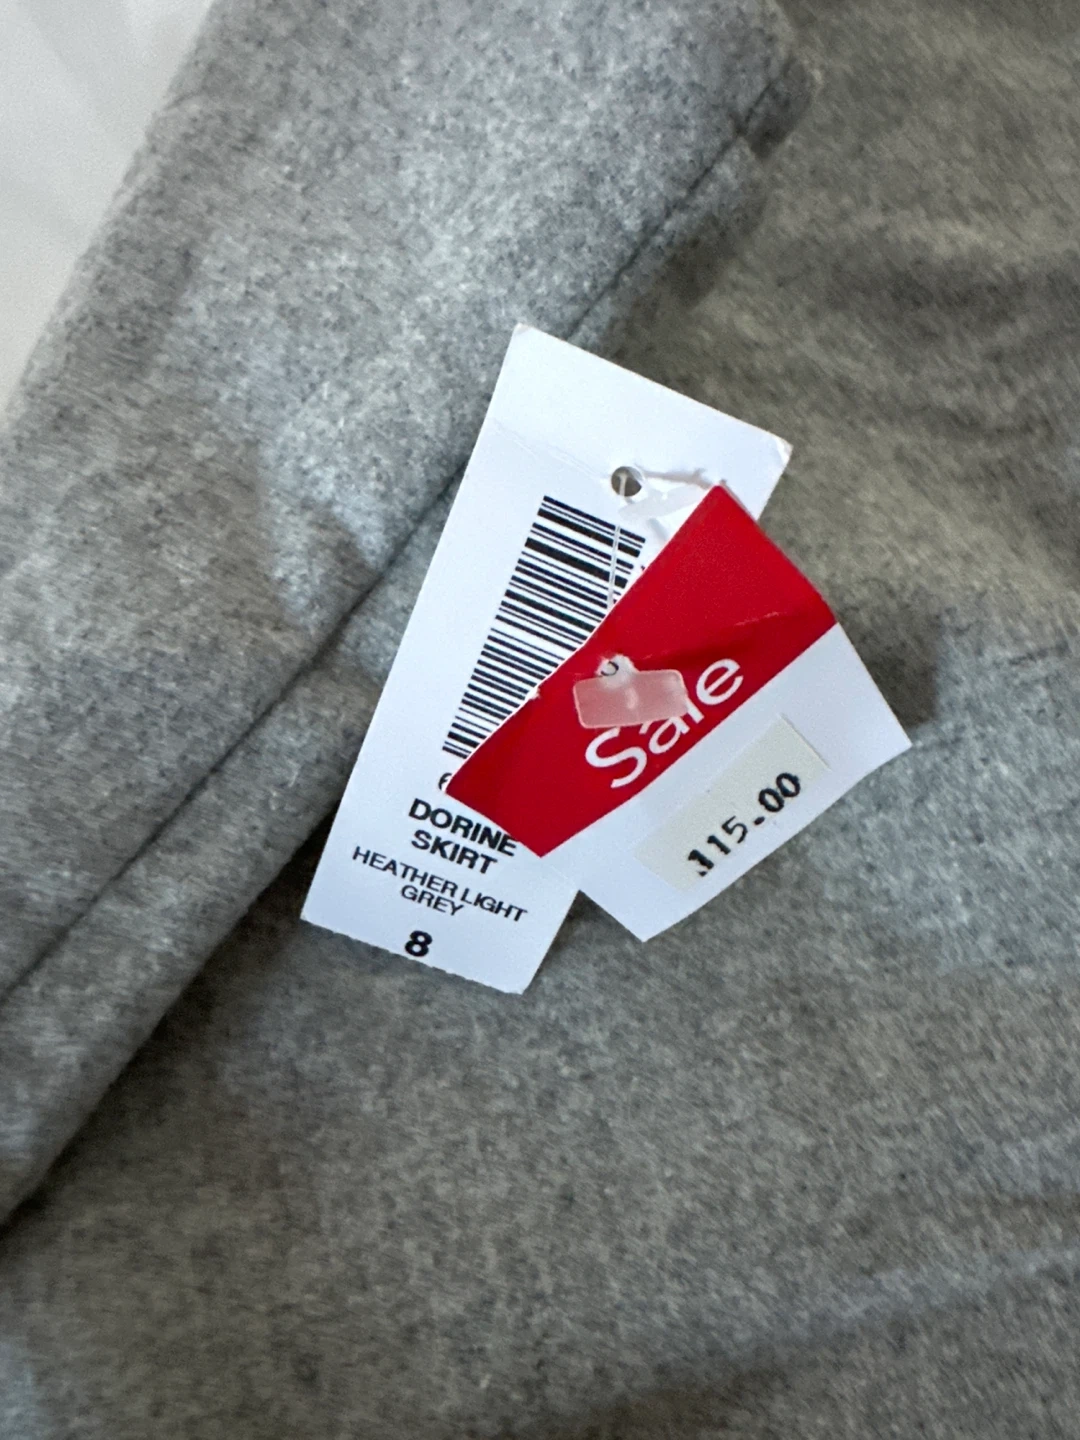 DORINE
SKIRT
HEATHER LIGHT
GREY
8
Sale
115.00